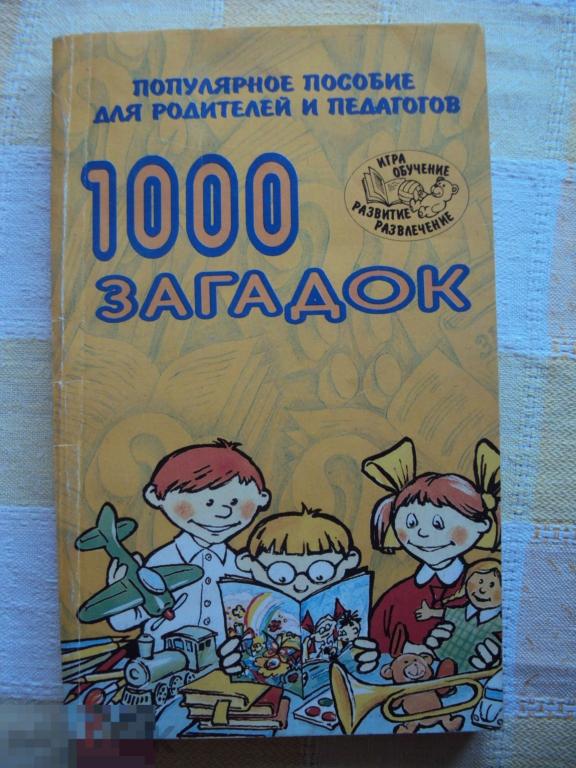 ПОПУЛЯРНОЕ ПОСОБИЕ
ДЛЯ РОДИТЕЛЕЙ И ПЕДАГОГОВ
1000
ЗАГАДОК
ИГРА
ОБУЧЕНИЕ
РАЗВИТИЕ
РАЗВЛЕЧЕНИЕ